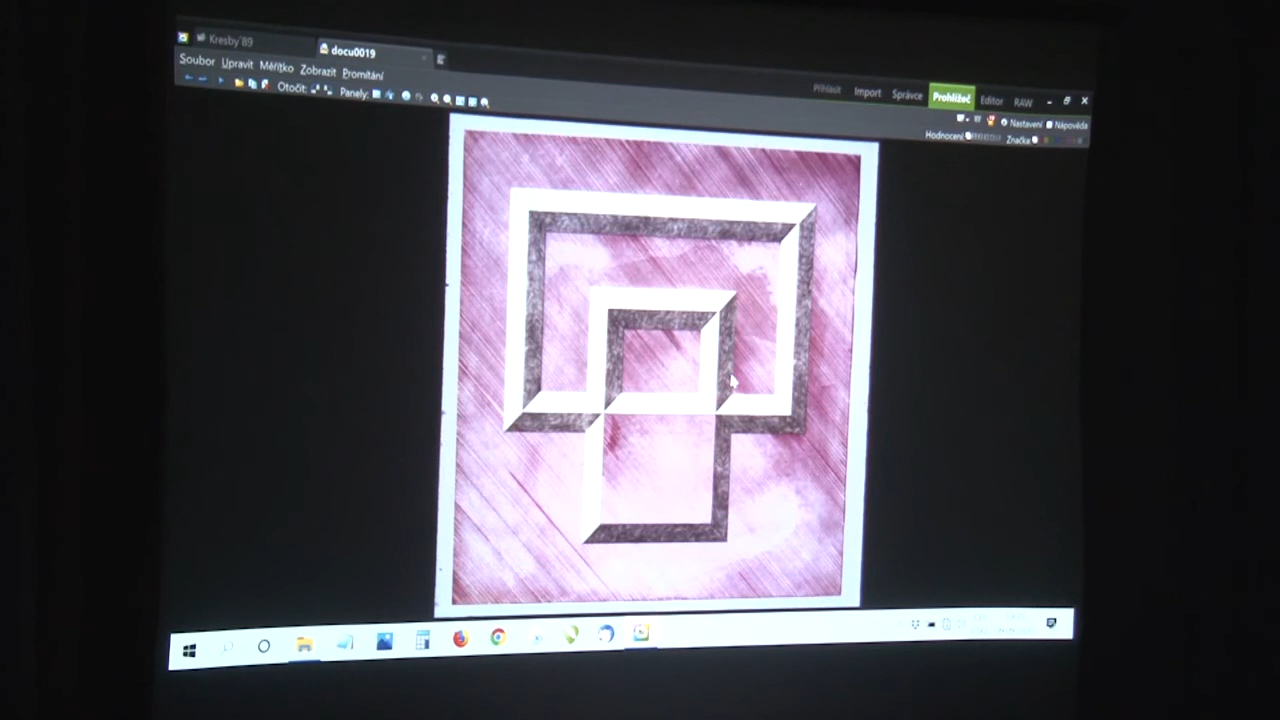 Kresby'89
docu0019
Soubor Upravit Měřítko Zobrazit Promítání
Přihlásit Import Správce Prohlížeč Editor RAW
Otočit: Panely:
Nastavení Nápověda
Hodnocení: Značka: